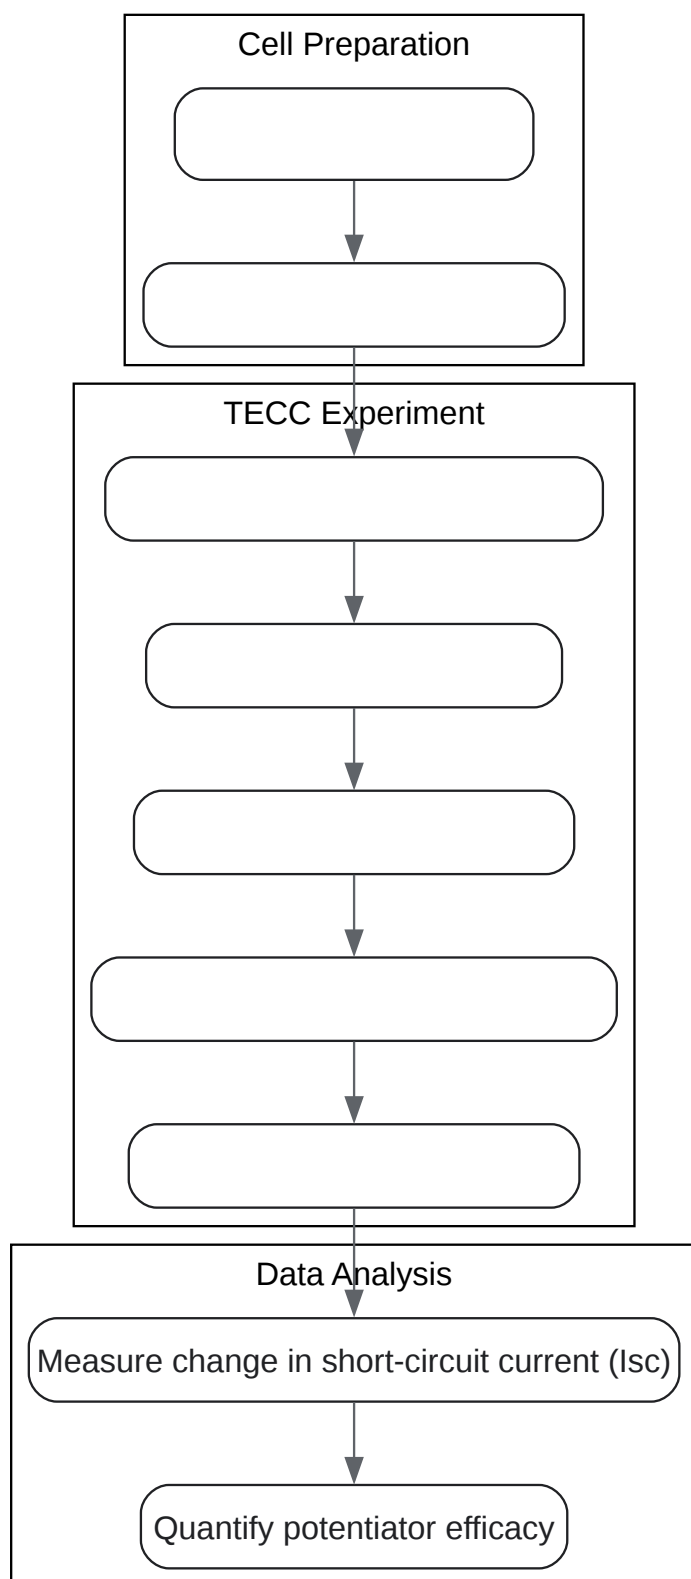 Cell Preparation
TECC Experiment
Data Analysis
Measure change in short-circuit current (Isc)
Quantify potentiator efficacy